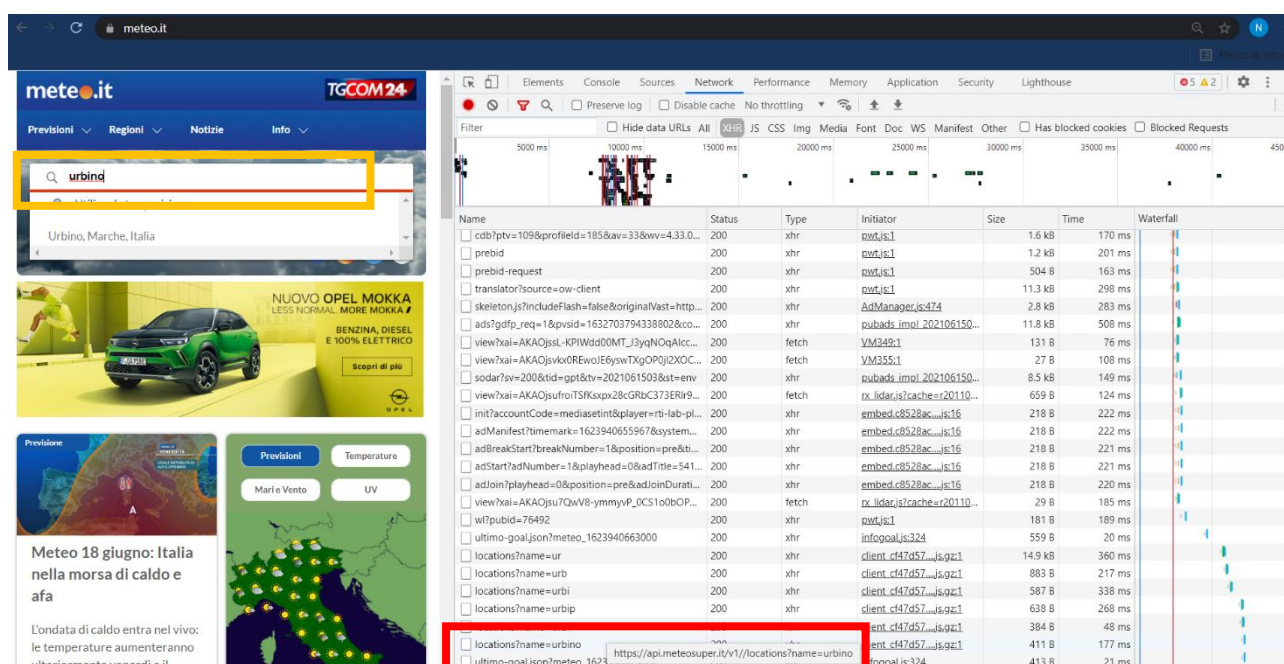 meteo.it
N
meteo.it TGCOM24
Previsioni Regioni Notizie Info
urbino
Urbino, Marche, Italia
NUOVO OPEL MOKKA
LESS NORMAL. MORE MOKKA
BENZINA, DIESEL
E 100% ELETTRICO
Scopri di più
OPEL
Previsione
Previsioni Temperature
Mari e Vento UV
A
Meteo 18 giugno: Italia
nella morsa di caldo e
afa
L'ondata di caldo entra nel vivo:
le temperature aumenteranno
Elements Console Sources Network Performance Memory Application Security Lighthouse 5 2
Preserve log Disable cache No throttling
Filter Hide data URLs All XHR JS CSS Img Media Font Doc WS Manifest Other Has blocked cookies Blocked Requests
5000 ms 10000 ms 15000 ms 20000 ms 25000 ms 30000 ms 35000 ms 40000 ms 450
Name Status Type Initiator Size Time Waterfall
cdb?ptv=109&profileId=185&av=33&wv=4.33.0... 200 xhr pwt.js:1 1.6 kB 170 ms
prebid 200 xhr pwt.js:1 1.2 kB 201 ms
prebid-request 200 xhr pwt.js:1 504 B 163 ms
translator?source=ow-client 200 xhr pwt.js:1 11.3 kB 298 ms
skeleton.js?includeFlash=false&originalVast=http... 200 xhr AdManager.js:474 2.8 kB 283 ms
ads?gdfp_req=1&pvsid=1632703794338802&co... 200 xhr pubads_impl_202106150... 11.8 kB 508 ms
200 fetch VM349:1 131 B 76 ms
200 fetch VM355:1 27 B 108 ms
sodar?sv=200&tid=gpt&tv=2021061503&st=env 200 xhr pubads_impl_202106150... 8.5 kB 149 ms
200 fetch rx_lidar.js?cache=r20110... 659 B 124 ms
init?accountCode=mediasetint&player=rti-lab-pl... 200 xhr embed.c8528ac....js:16 218 B 222 ms
adManifest?timemark=1623940655967&system... 200 xhr embed.c8528ac....js:16 218 B 222 ms
adBreakStart?breakNumber=1&position=pre&ti... 200 xhr embed.c8528ac....js:16 218 B 221 ms
adStart?adNumber=1&playhead=0&adTitle=541... 200 xhr embed.c8528ac....js:16 218 B 221 ms
adJoin?playhead=0&position=pre&adJoinDurati... 200 xhr embed.c8528ac....js:16 218 B 220 ms
200 fetch rx_lidar.js?cache=r20110... 29 B 185 ms
wl?pubid=76492 200 xhr pwt.js:1 181 B 189 ms
ultimo-goal.json?meteo_1623940663000 200 xhr infogoal.js:324 559 B 20 ms
locations?name=ur 200 xhr client_cf47d57....js.gz:1 14.9 kB 360 ms
locations?name=urb 200 xhr client_cf47d57....js.gz:1 883 B 217 ms
locations?name=urbi 200 xhr client_cf47d57....js.gz:1 587 B 338 ms
locations?name=urbip 200 xhr client_cf47d57....js.gz:1 638 B 268 ms
384 B 48 ms
locations?name=urbino 411 B 177 ms
https://api.meteosuper.it/v1//locations?name=urbino
ultimo-goal.json?meteo_1623 infogoal.js:324 413 B 21 ms